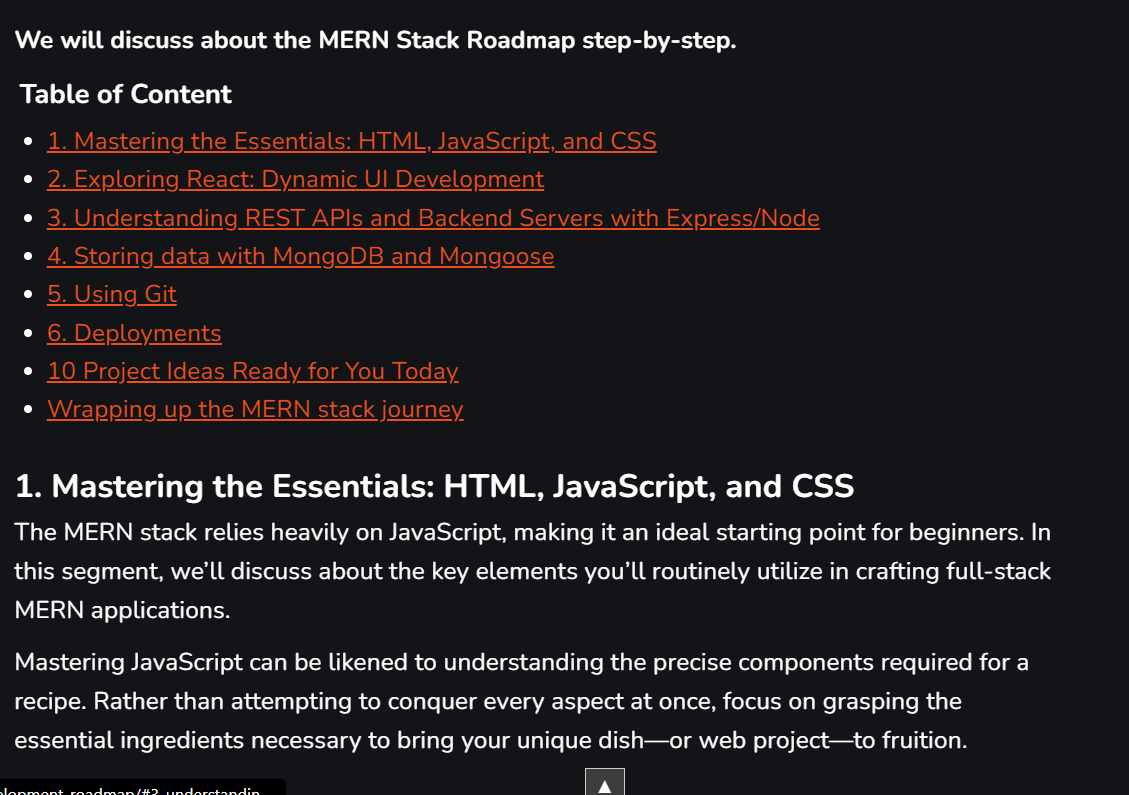 We will discuss about the MERN Stack Roadmap step-by-step.
Table of Content
1. Mastering the Essentials: HTML, JavaScript, and CSS
2. Exploring React: Dynamic UI Development
3. Understanding REST APIs and Backend Servers with Express/Node
4. Storing data with MongoDB and Mongoose
5. Using Git
6. Deployments
10 Project Ideas Ready for You Today
Wrapping up the MERN stack journey
1. Mastering the Essentials: HTML, JavaScript, and CSS
The MERN stack relies heavily on JavaScript, making it an ideal starting point for beginners. In
this segment, we’ll discuss about the key elements you’ll routinely utilize in crafting full-stack
MERN applications.
Mastering JavaScript can be likened to understanding the precise components required for a
recipe. Rather than attempting to conquer every aspect at once, focus on grasping the
essential ingredients necessary to bring your unique dish—or web project—to fruition.